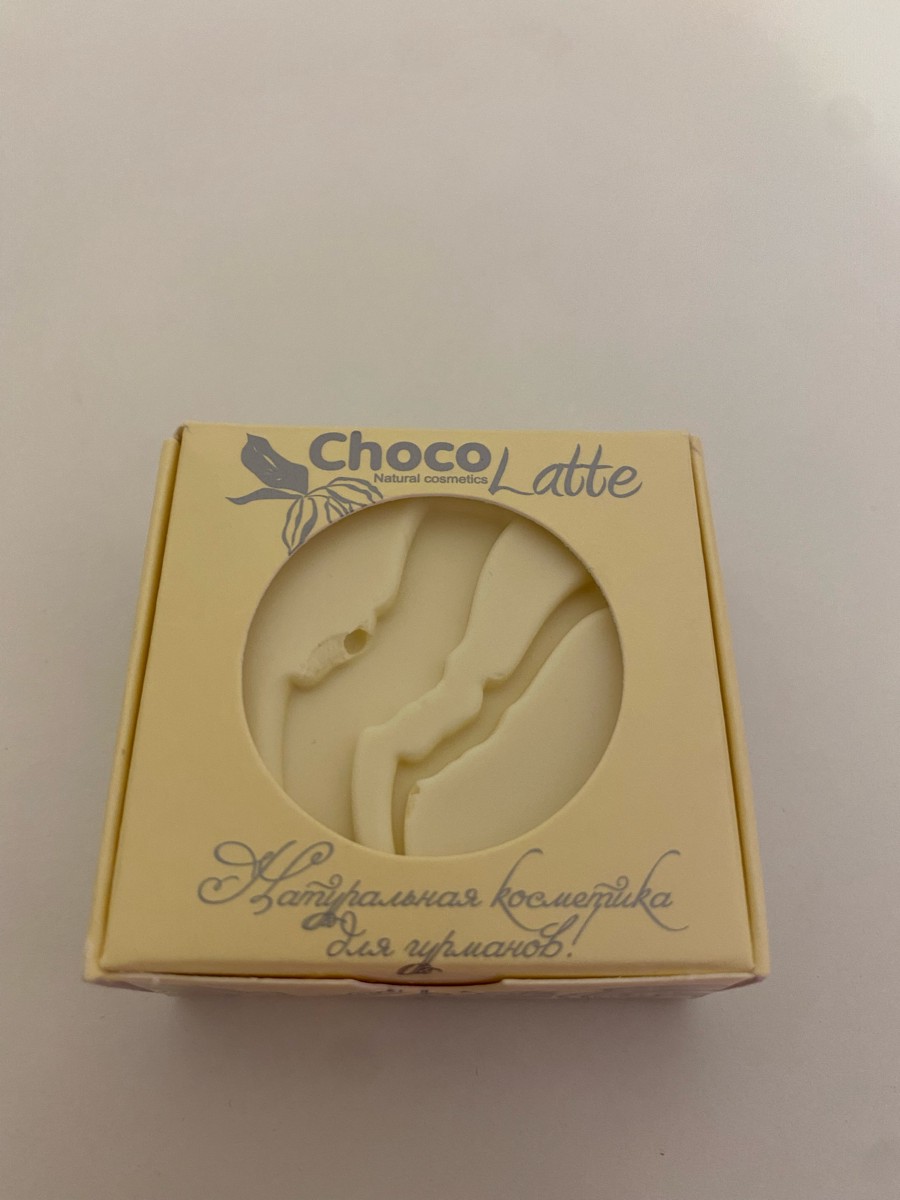 Choco Latte
Natural cosmetics
Натуральная косметика
для гурманов!